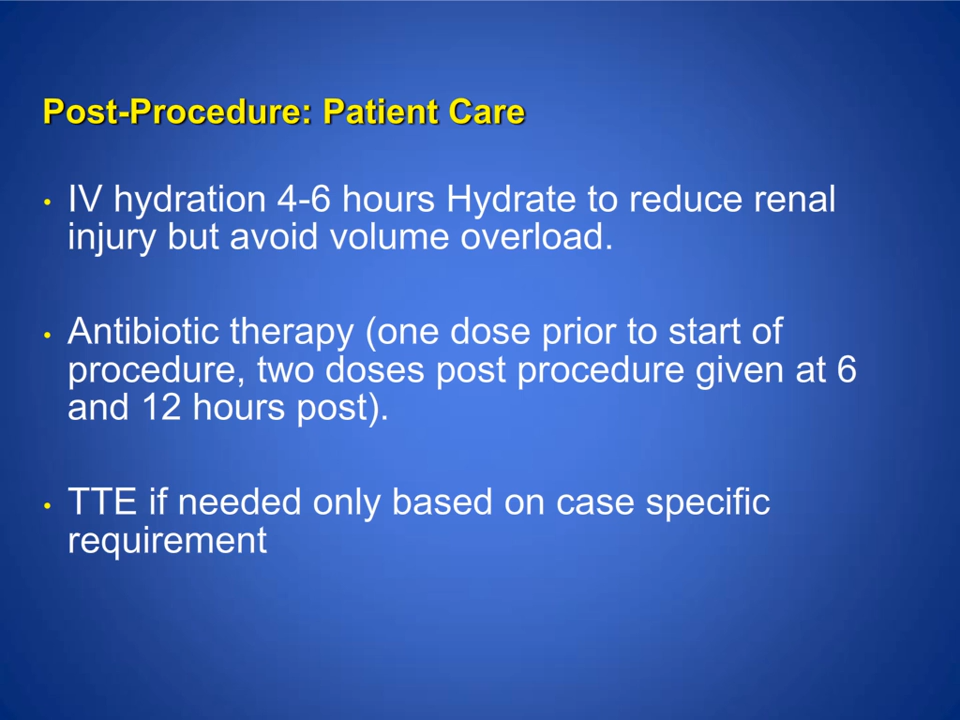 Post-Procedure: Patient Care
• IV hydration 4-6 hours Hydrate to reduce renal
injury but avoid volume overload.
• Antibiotic therapy (one dose prior to start of
procedure, two doses post procedure given at 6
and 12 hours post).
• TTE if needed only based on case specific
requirement